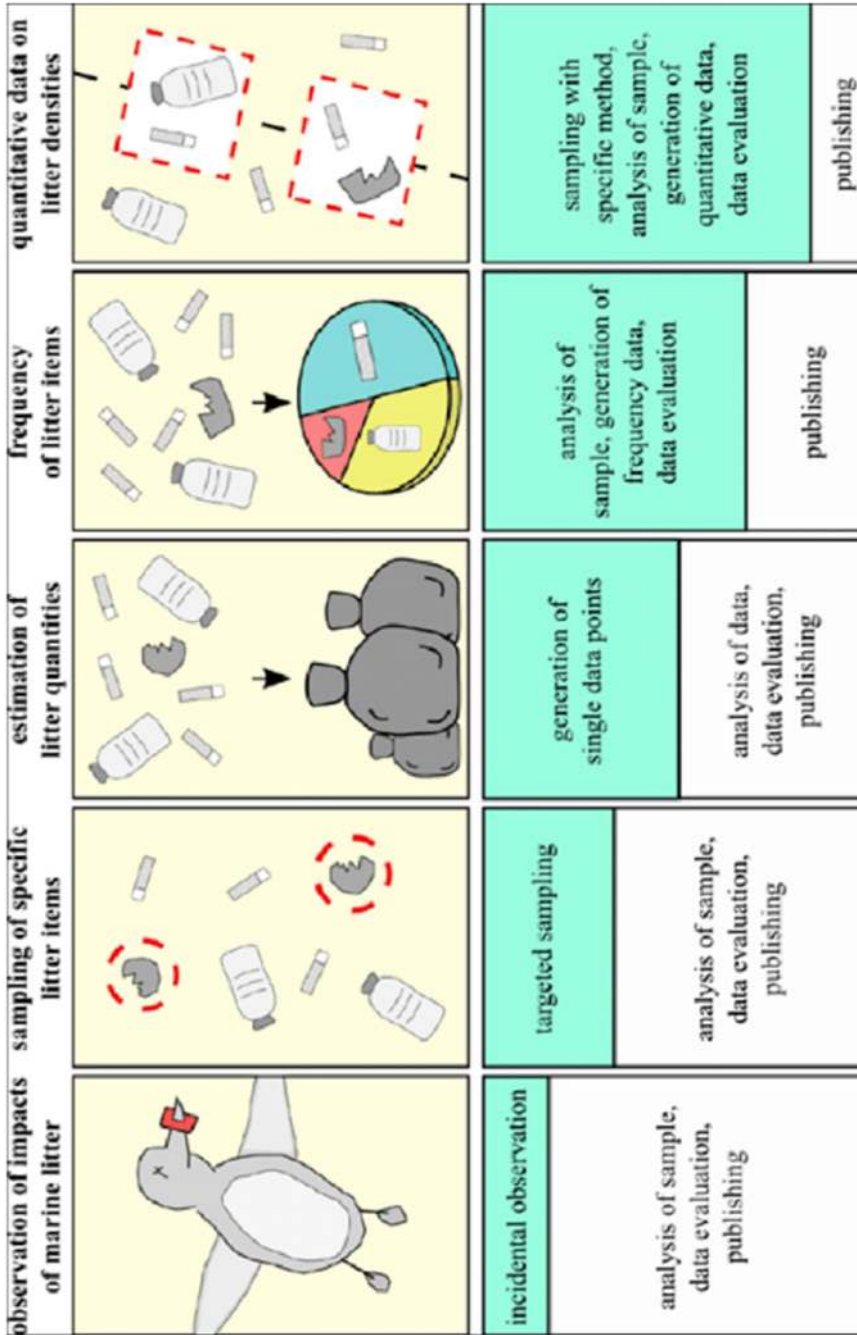 observation of impacts
of marine litter
sampling of specific
litter items
estimation of
litter quantities
frequency
of litter items
quantitative data on
litter densities
incidental observation
analysis of sample,
data evaluation,
publishing
targeted sampling
analysis of sample,
data evaluation,
publishing
generation of
single data points
analysis of data,
data evaluation,
publishing
analysis of
sample, generation of
frequency data,
data evaluation
publishing
sampling with
specific method,
analysis of sample,
generation of
quantitative data,
data evaluation
publishing